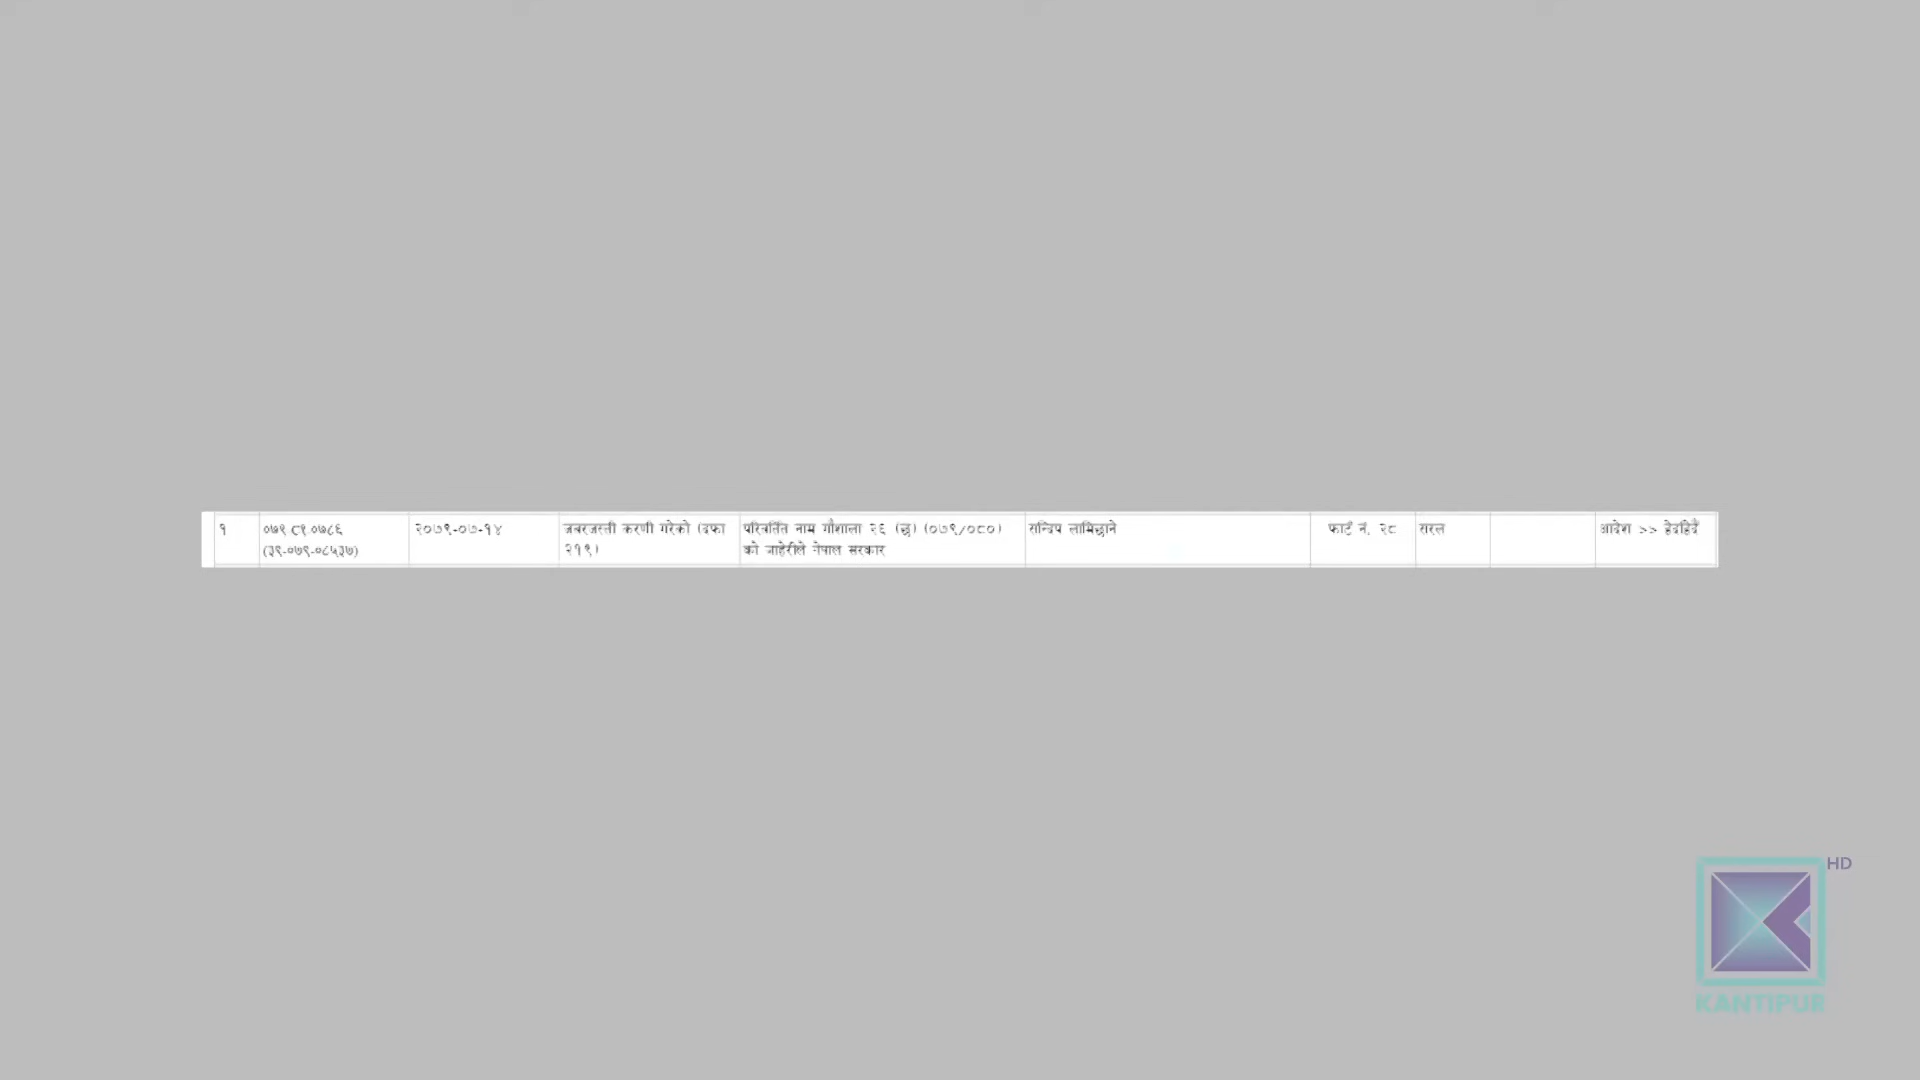 १ ०७९-८१-०७८६ २०७९-०७-१४ जबरजस्ती करणी गरेको (दफा परिवर्तित नाम गौशाला २६ (छ) (०७९/०८०) सन्दिप लामिछाने फाटँ नं. २८ सरल आदेश >> हेर्दाहेर्दै
(३९-०७९-०८५३७) २१९) को जाहेरीले नेपाल सरकार
HD
KANTIPUR